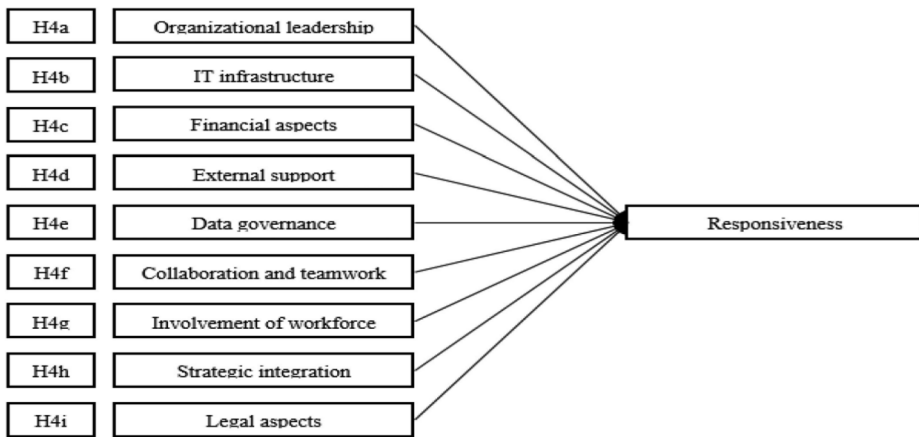 H4a Organizational leadership
H4b IT infrastructure
H4c Financial aspects
H4d External support
H4e Data governance Responsiveness
H4f Collaboration and teamwork
H4g Involvement of workforce
H4h Strategic integration
H4i Legal aspects